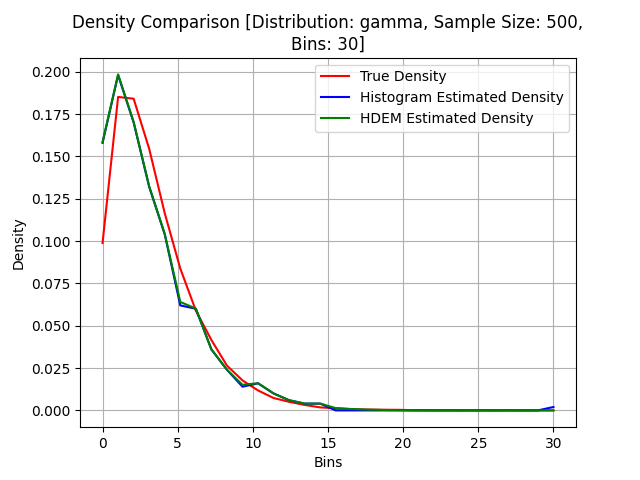 Density Comparison [Distribution: gamma, Sample Size: 500,
Bins: 30]
True Density
Histogram Estimated Density
HDEM Estimated Density
Density
0.200
0.175
0.150
0.125
0.100
0.075
0.050
0.025
0.000
0 5 10 15 20 25 30
Bins